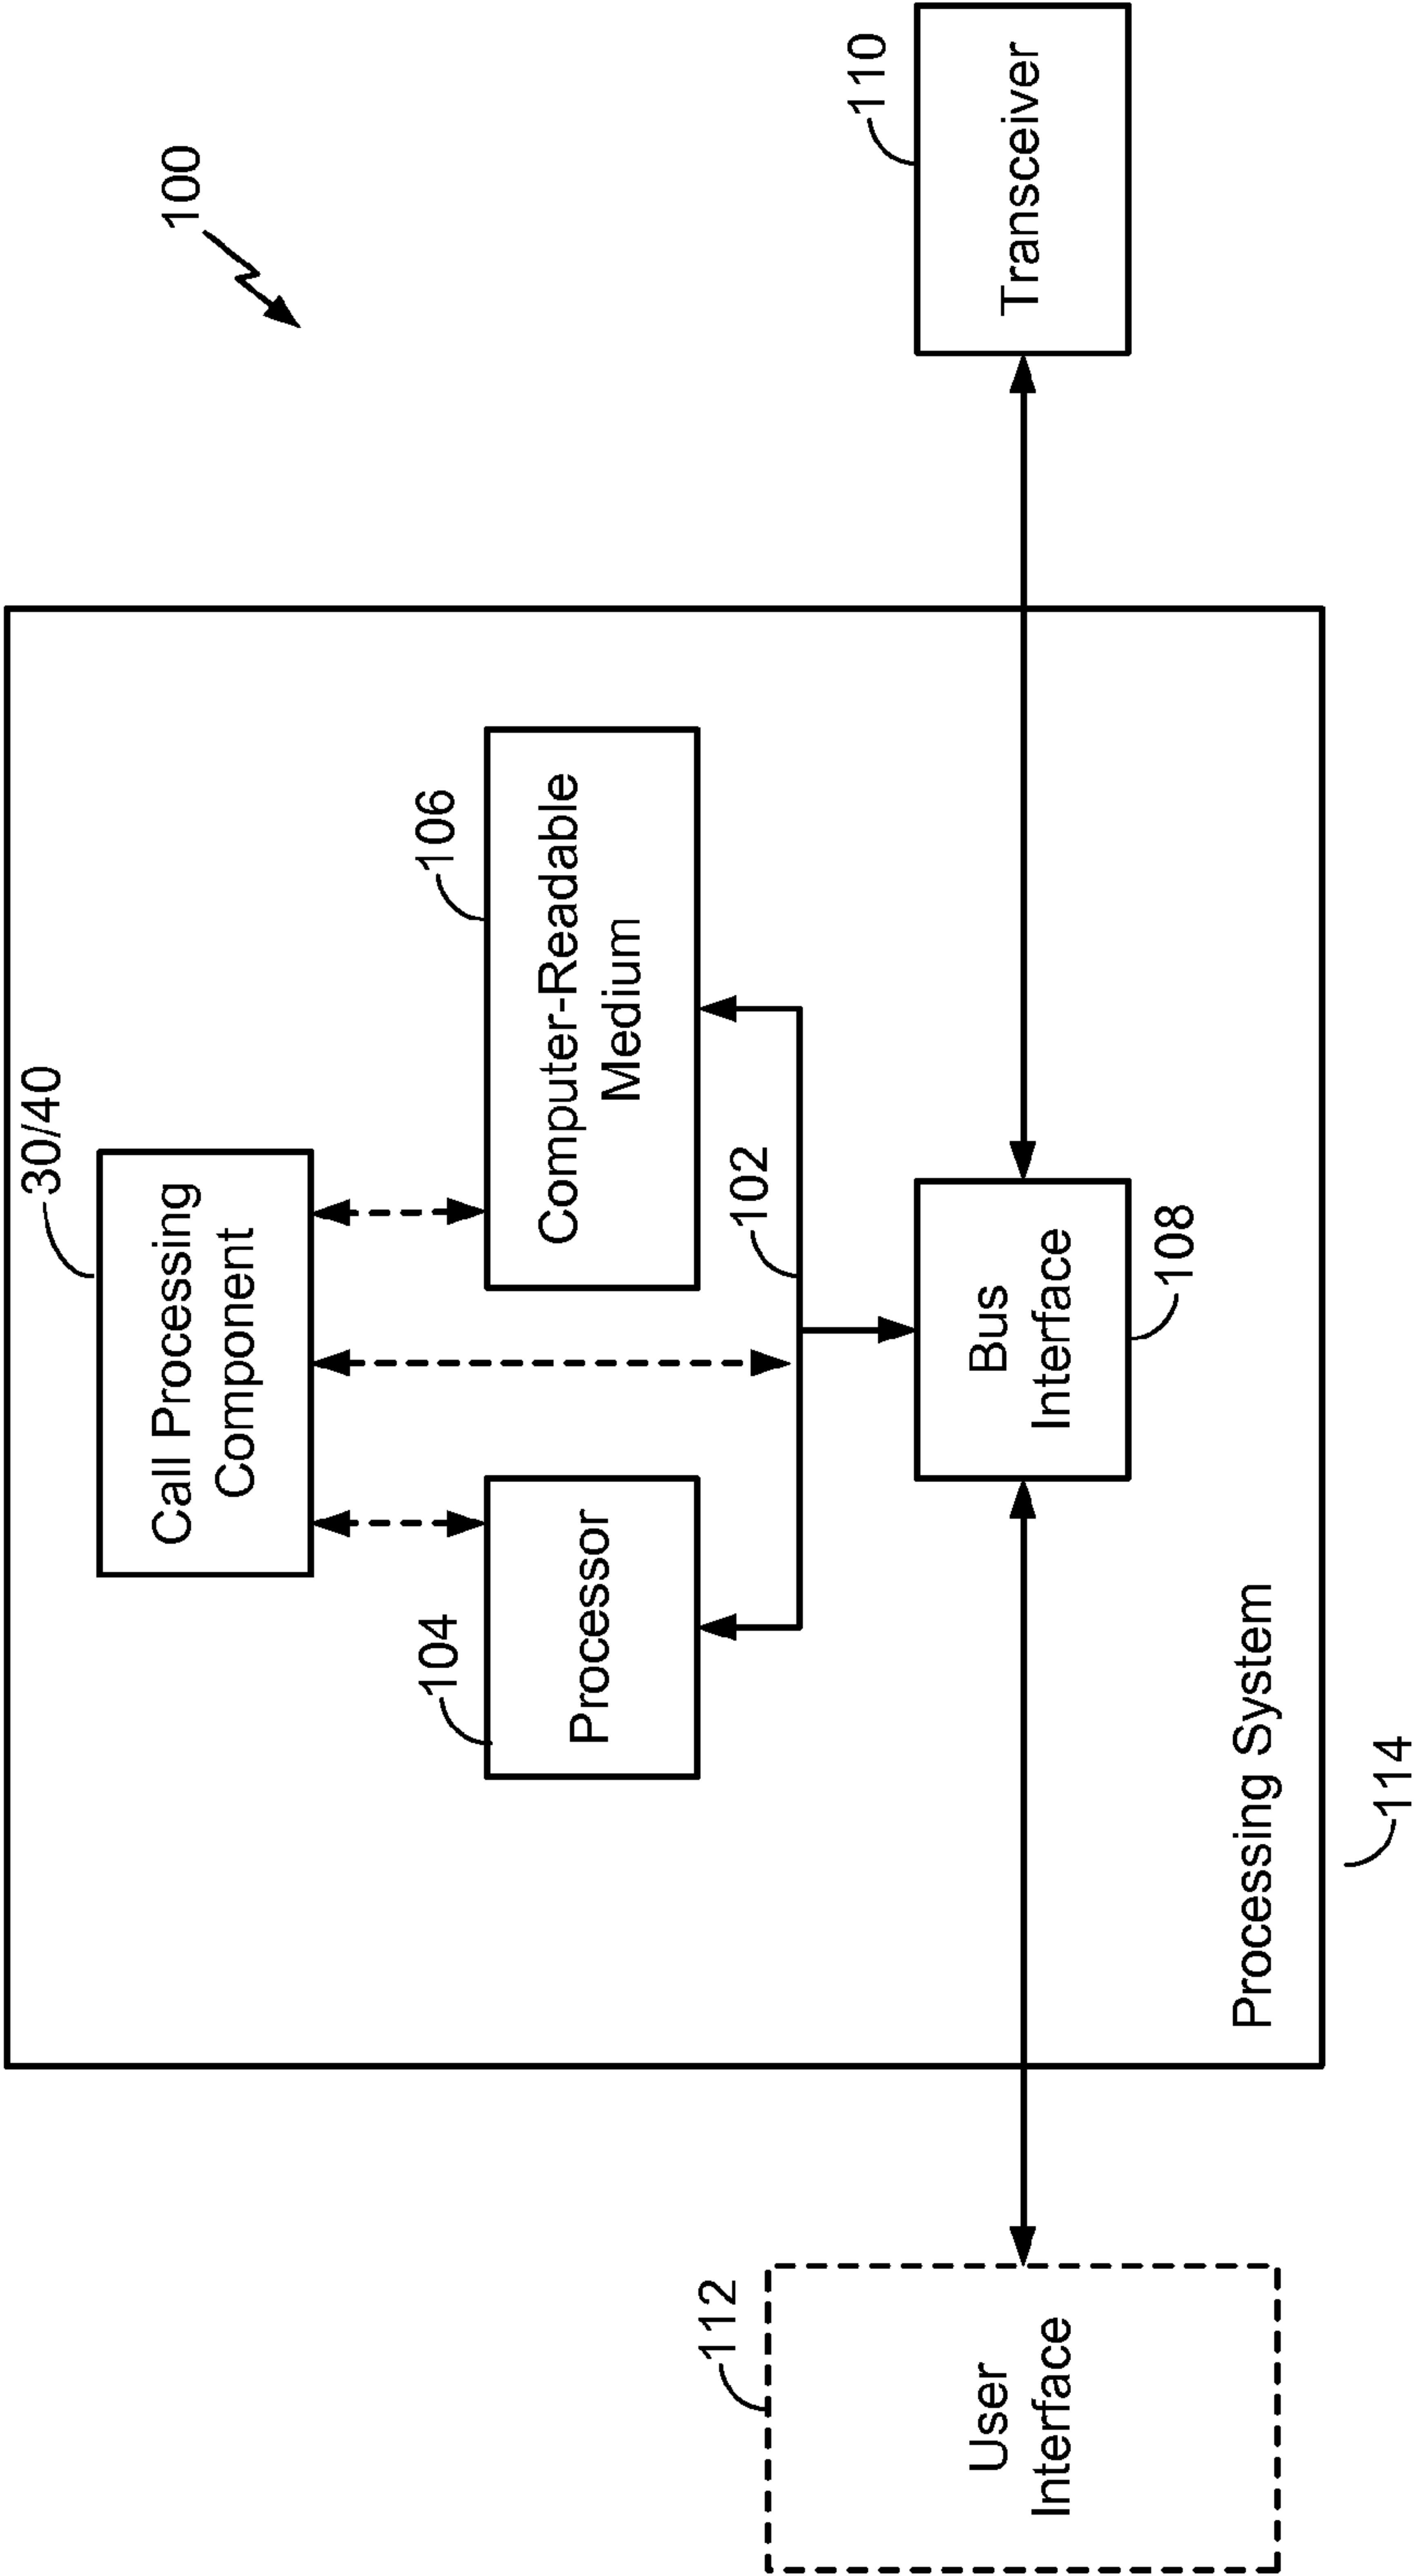 100
30/40
Call Processing
Component
104
Processor
106
Computer-Readable
Medium
102
112
User
Interface
Bus
Interface
108
110
Transceiver
Processing System
114